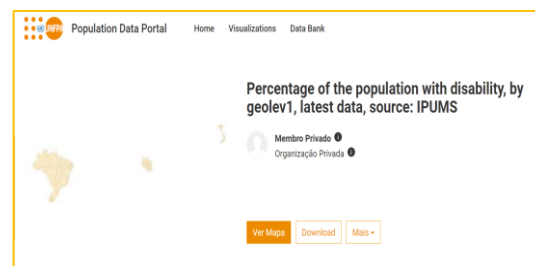 UNFPA Population Data Portal Home Visualizations Data Bank
Percentage of the population with disability, by
geolev1, latest data, source: IPUMS
Membro Privado
Organização Privada
Ver Mapa Download Mais